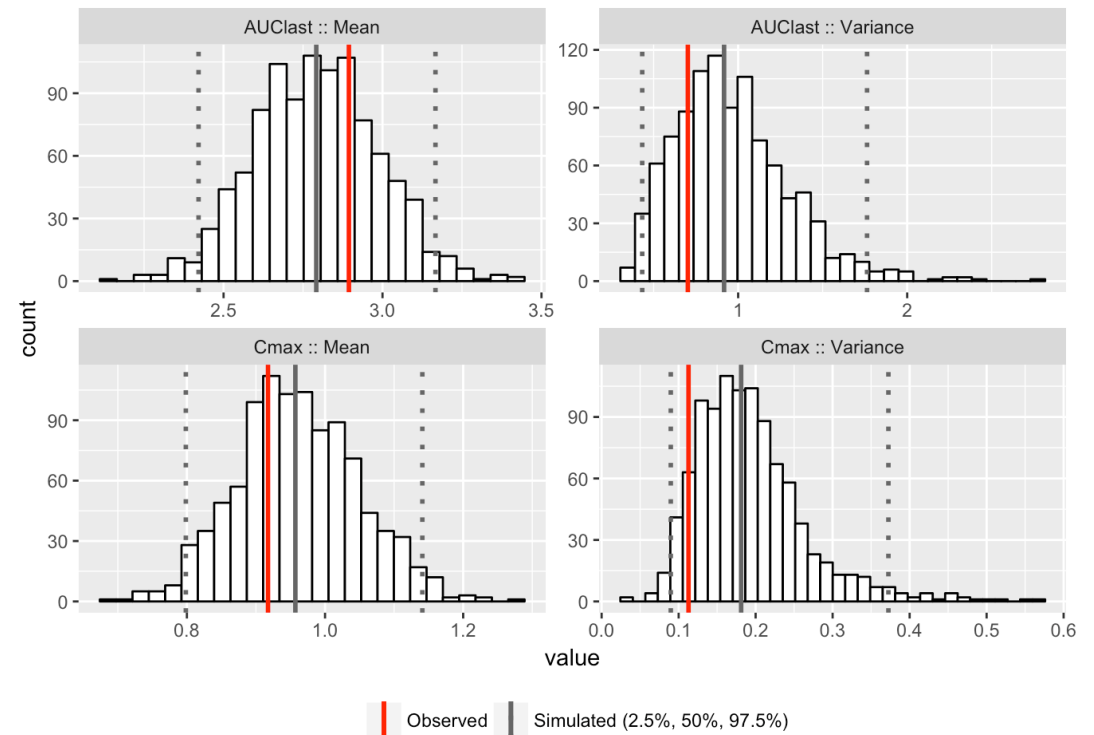 AUClast :: Mean
AUClast :: Variance
90
60
30
0
2.5 3.0 3.5
120
90
60
30
0
1 2
Cmax :: Mean
Cmax :: Variance
90
60
30
0
0.8 1.0 1.2
90
60
30
0
0.0 0.1 0.2 0.3 0.4 0.5 0.6
count
value
Observed Simulated (2.5%, 50%, 97.5%)